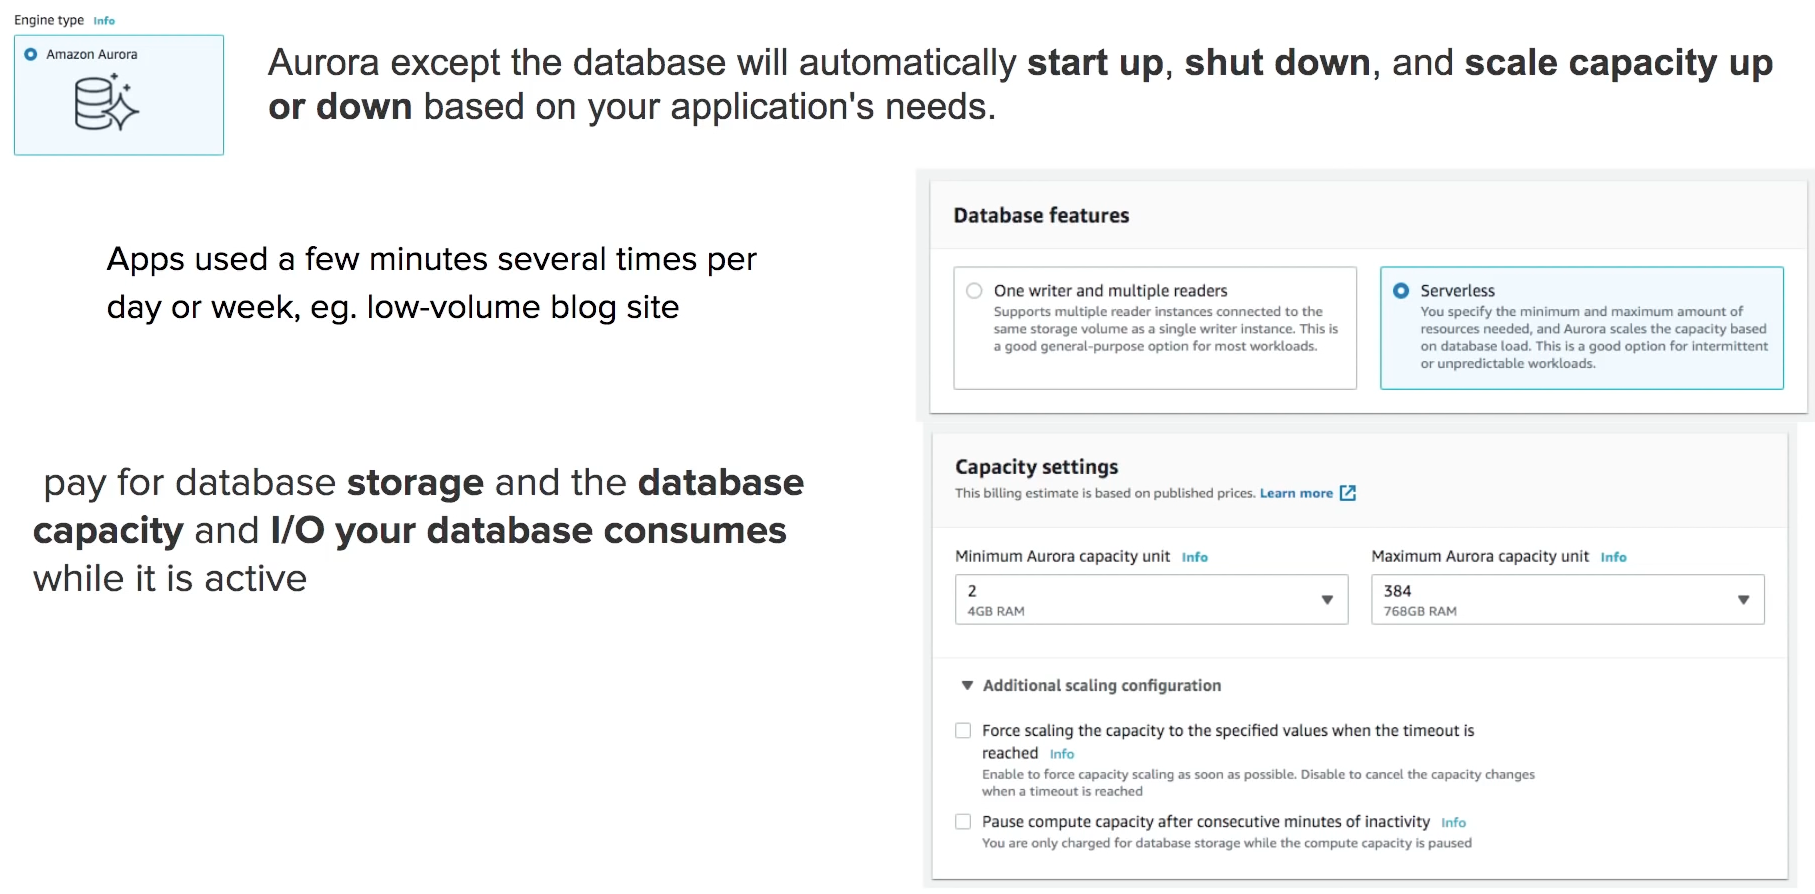 Engine type Info
Amazon Aurora
Aurora except the database will automatically start up, shut down, and scale capacity up
or down based on your application's needs.
Apps used a few minutes several times per
day or week, eg. low-volume blog site
pay for database storage and the database
capacity and I/O your database consumes
while it is active
Database features
One writer and multiple readers
Supports multiple reader instances connected to the
same storage volume as a single writer instance. This is
a good general-purpose option for most workloads.
Serverless
You specify the minimum and maximum amount of
resources needed, and Aurora scales the capacity based
on database load. This is a good option for intermittent
or unpredictable workloads.
Capacity settings
This billing estimate is based on published prices. Learn more
Minimum Aurora capacity unit Info
2
4GB RAM
Maximum Aurora capacity unit Info
384
768GB RAM
Additional scaling configuration
Force scaling the capacity to the specified values when the timeout is
reached Info
Enable to force capacity scaling as soon as possible. Disable to cancel the capacity changes
when a timeout is reached
Pause compute capacity after consecutive minutes of inactivity Info
You are only charged for database storage while the compute capacity is paused